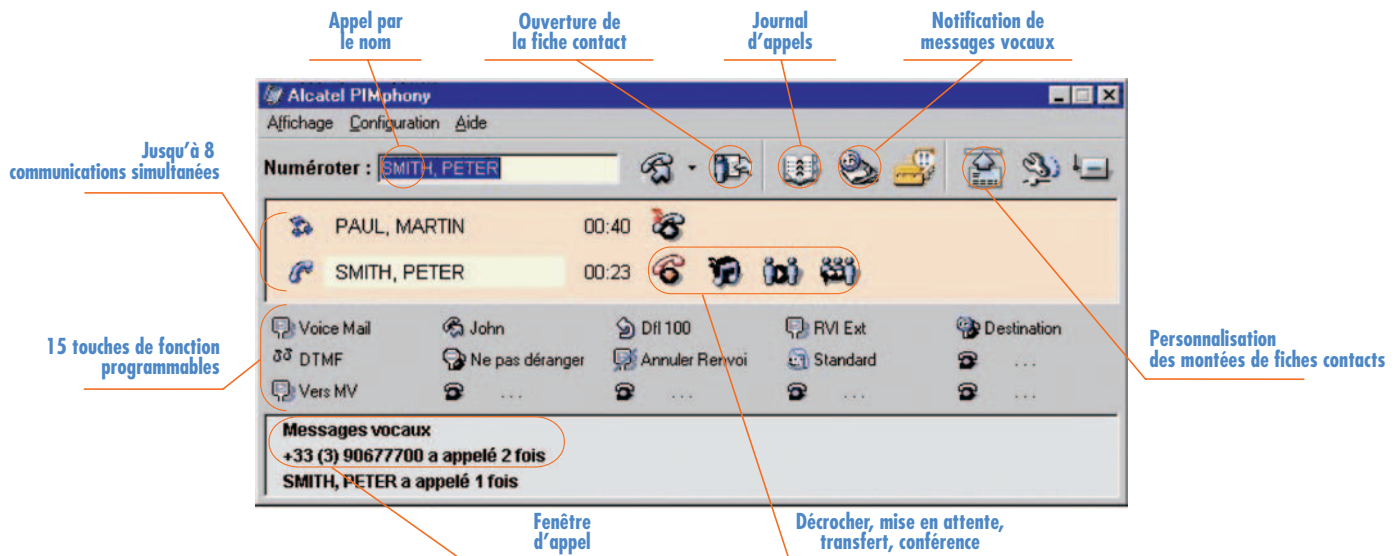 Appel par
le nom
Ouverture de
la fiche contact
Journal
d'appels
Notification de
messages vocaux
Alcatel PIMphony
Affichage Configuration Aide
Jusqu'à 8
communications simultanées
Numéroter : SMITH, PETER
PAUL, MARTIN 00:40
SMITH, PETER 00:23
15 touches de fonction
programmables
Voice Mail John Dfl 100 RVI Ext Destination
DTMF Ne pas déranger Annuler Renvoi Standard ...
Vers MV ... ... ... ...
Personnalisation
des montées de fiches contacts
Messages vocaux
+33 (3) 90677700 a appelé 2 fois
SMITH, PETER a appelé 1 fois
Fenêtre
d'appel
Décrocher, mise en attente,
transfert, conférence